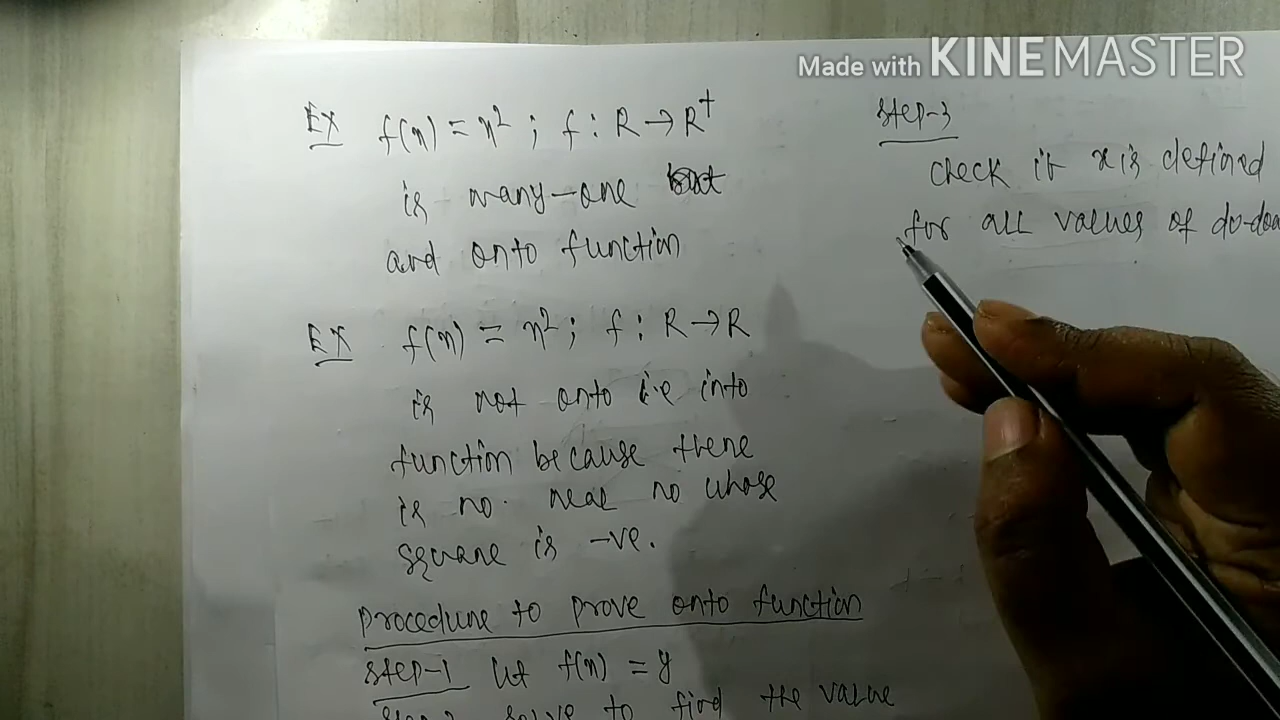 Made with KINEMASTER
Ex f(x) = x²; f : R → R⁺
is many-one
and onto function
Ex f(x) = x²; f : R → R
is not onto i.e into
function because there
is no. real no whose
square is -ve.
Procedure to prove onto function
Step-1 Let f(x) = y
solve to find the value
Step-3
Check if x is defined
for all values of